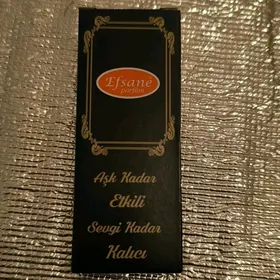 Efsane
parfüm
Aşk Kadar
Etkili
Sevgi Kadar
Kalıcı